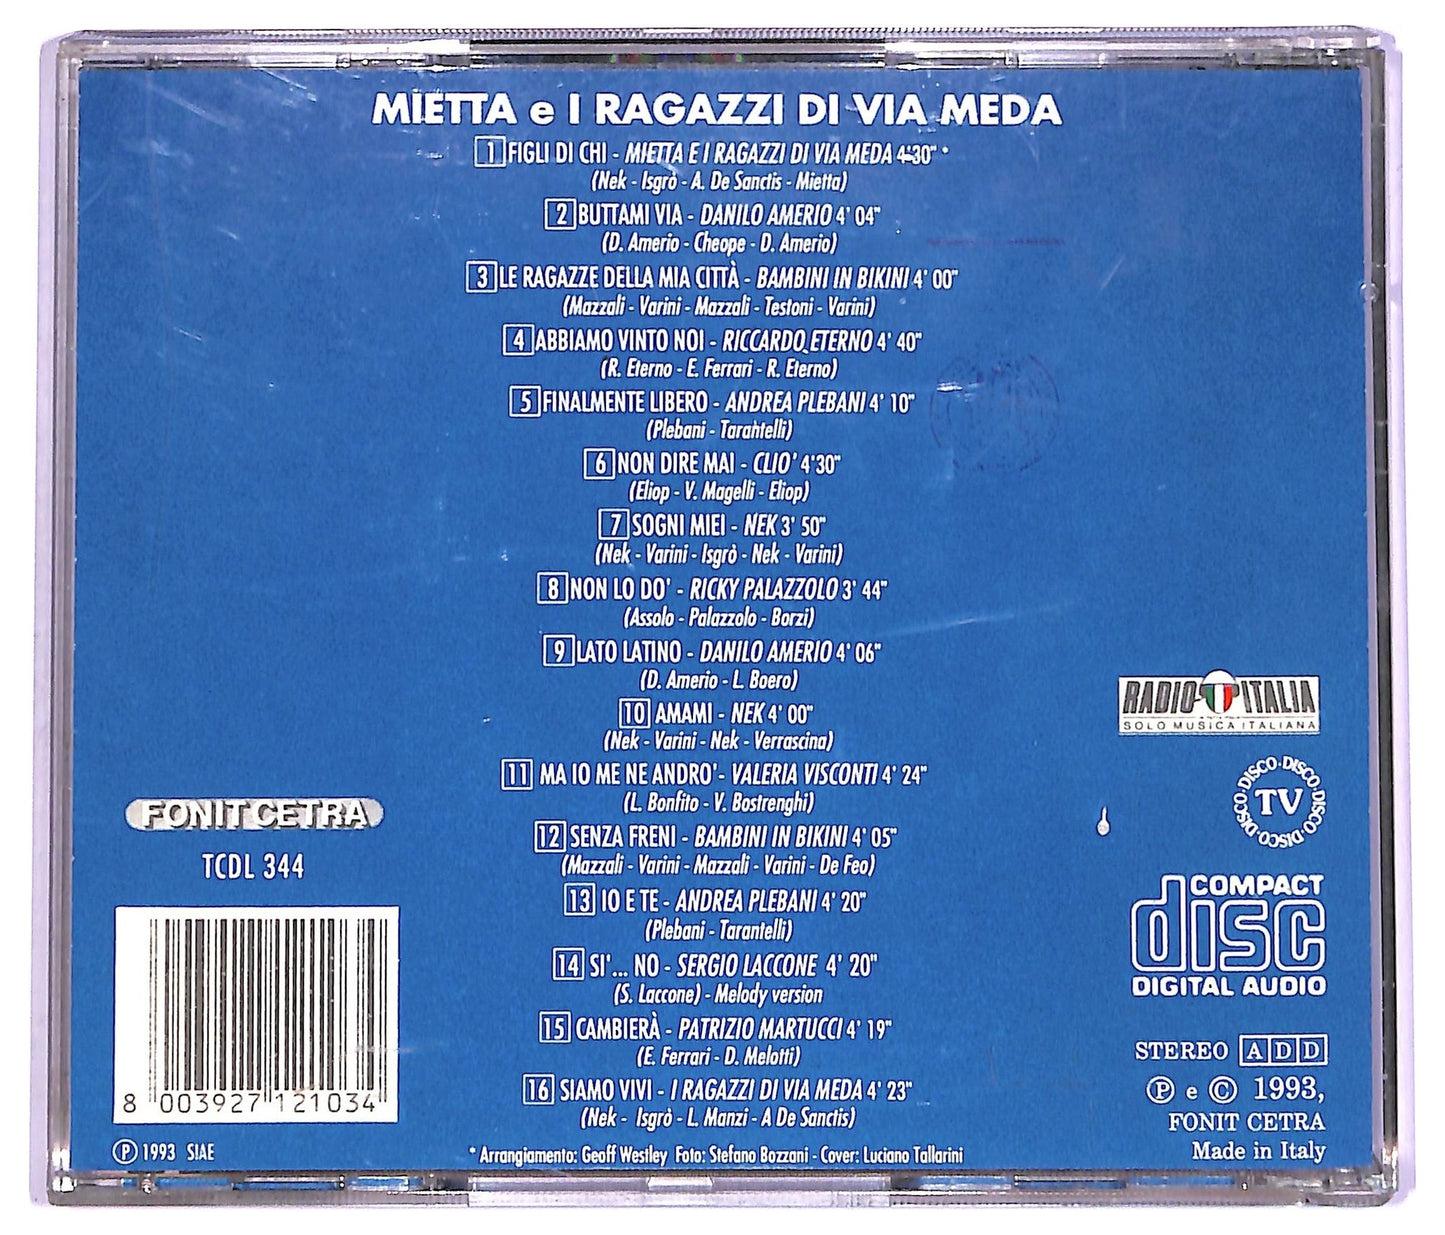 MIETTA e I RAGAZZI DI VIA MEDA
1 FIGLI DI CHI - MIETTA E I RAGAZZI DI VIA MEDA 4'30" *
(Nek - Isgrò - A. De Sanctis - Mietta)
2 BUTTAMI VIA - DANILO AMERIO 4' 04"
(D. Amerio - Cheope - D. Amerio)
3 LE RAGAZZE DELLA MIA CITTÀ - BAMBINI IN BIKINI 4' 00"
(Mazzali - Varini - Mazzali - Testoni - Varini)
4 ABBIAMO VINTO NOI - RICCARDO ETERNO 4' 40"
(R. Eterno - E. Ferrari - R. Eterno)
5 FINALMENTE LIBERO - ANDREA PLEBANI 4' 10"
(Plebani - Tarahtelli)
6 NON DIRE MAI - CLIO' 4'30"
(Eliop - V. Magelli - Eliop)
7 SOGNI MIEI - NEK 3' 50"
(Nek - Varini - Isgrò - Nek - Varini)
8 NON LO DO' - RICKY PALAZZOLO 3' 44"
(Assolo - Palazzolo - Borzi)
9 LATO LATINO - DANILO AMERIO 4' 06"
(D. Amerio - L. Boero)
10 AMAMI - NEK 4' 00"
(Nek - Varini - Nek - Verrascina)
11 MA IO ME NE ANDRO'- VALERIA VISCONTI 4' 24"
(L. Bonfito - V. Bostrenghi)
12 SENZA FRENI - BAMBINI IN BIKINI 4' 05"
(Mazzali - Varini - Mazzali - Varini - De Feo)
13 IO E TE - ANDREA PLEBANI 4' 20"
(Plebani - Tarantelli)
14 SI'... NO - SERGIO LACCONE 4' 20"
(S. Laccone) - Melody version
15 CAMBIERÀ - PATRIZIO MARTUCCI 4' 19"
(E. Ferrari - D. Melotti)
16 SIAMO VIVI - I RAGAZZI DI VIA MEDA 4' 23"
(Nek - Isgrò - L. Manzi - A De Sanctis)
* Arrangiamento: Geoff Westley Foto: Stefano Bozzani - Cover: Luciano Tallarini
FONIT CETRA
TCDL 344
8 003927 121034
Ⓟ 1993 SIAE
RADIO ITALIA
SOLO MUSICA ITALIANA
DISCO·DISCO·DISCO·DISCO·DISCO·
TV
COMPACT
disc
DIGITAL AUDIO
STEREO ADD
Ⓟ e © 1993,
FONIT CETRA
Made in Italy